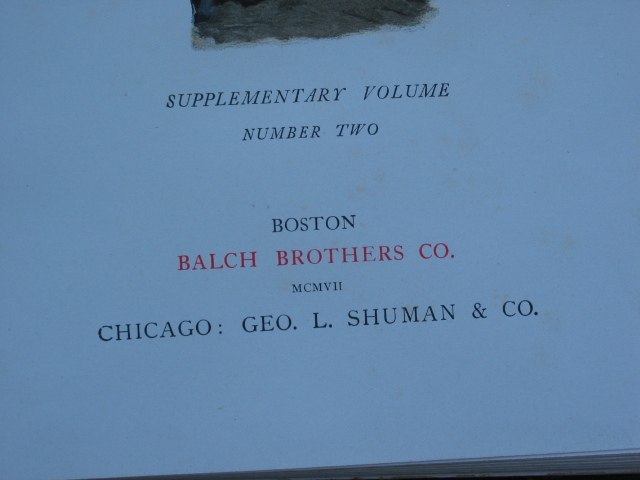 SUPPLEMENTARY VOLUME
NUMBER TWO
BOSTON
BALCH BROTHERS CO.
MCMVII
CHICAGO: GEO. L. SHUMAN & CO.